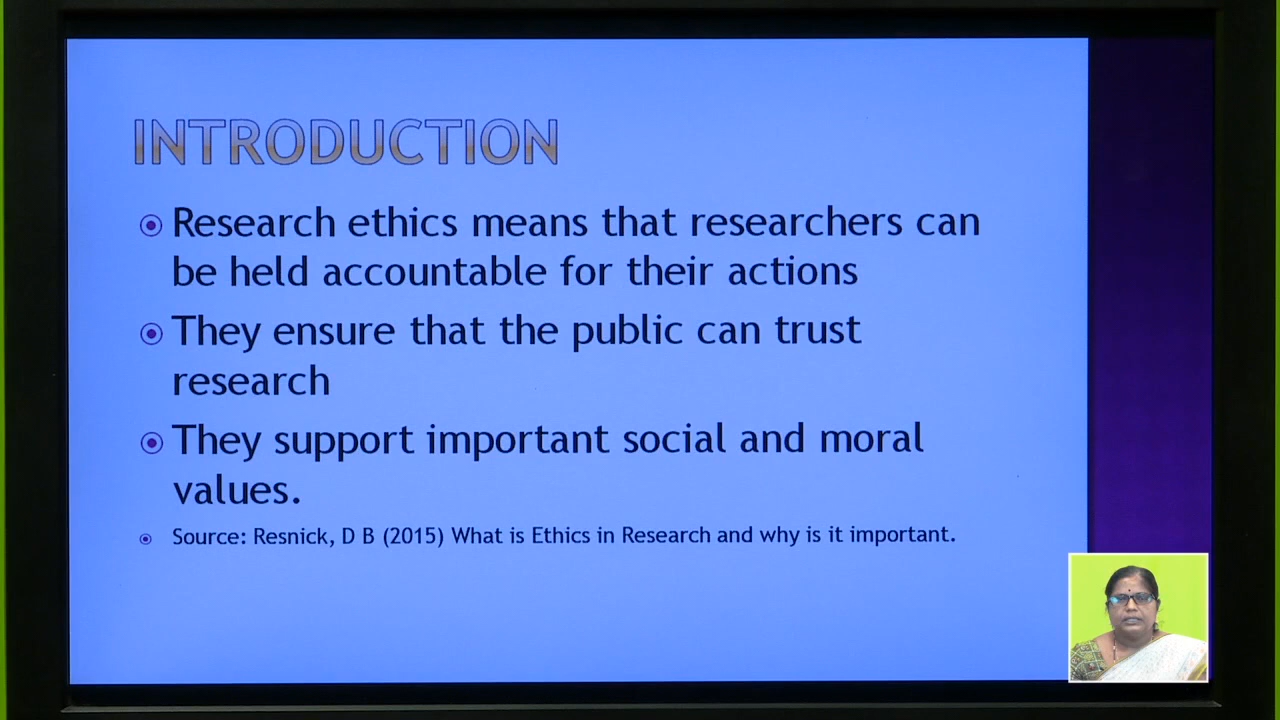 INTRODUCTION
Research ethics means that researchers can
be held accountable for their actions
They ensure that the public can trust
research
They support important social and moral
values.
Source: Resnick, D B (2015) What is Ethics in Research and why is it important.